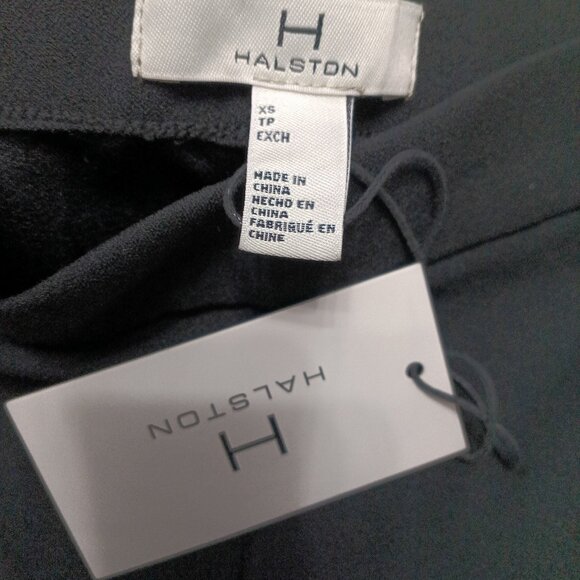 H
HALSTON
XS
TP
EXCH
MADE IN
CHINA
HECHO EN
CHINA
FABRIQUÉ EN
CHINE
HALSTON
H